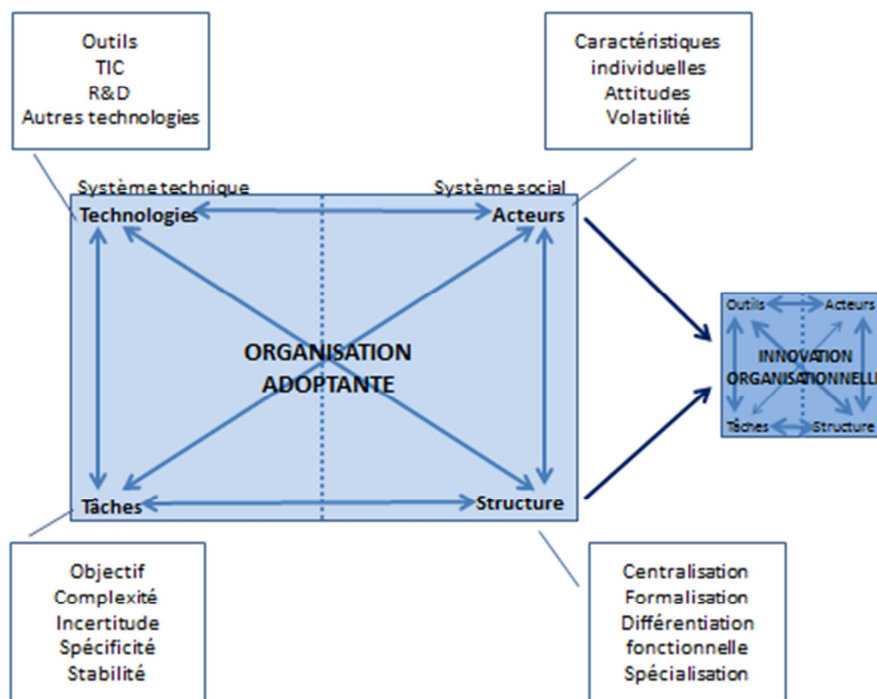 Outils
TIC
R&D
Autres technologies
Caractéristiques
individuelles
Attitudes
Volatilité
Système technique
Système social
Technologies
Acteurs
ORGANISATION
ADOPTANTE
Tâches
Structure
Outils
Acteurs
INNOVATION
ORGANISATIONNELLE
Tâches
Structure
Objectif
Complexité
Incertitude
Spécificité
Stabilité
Centralisation
Formalisation
Différentiation
fonctionnelle
Spécialisation